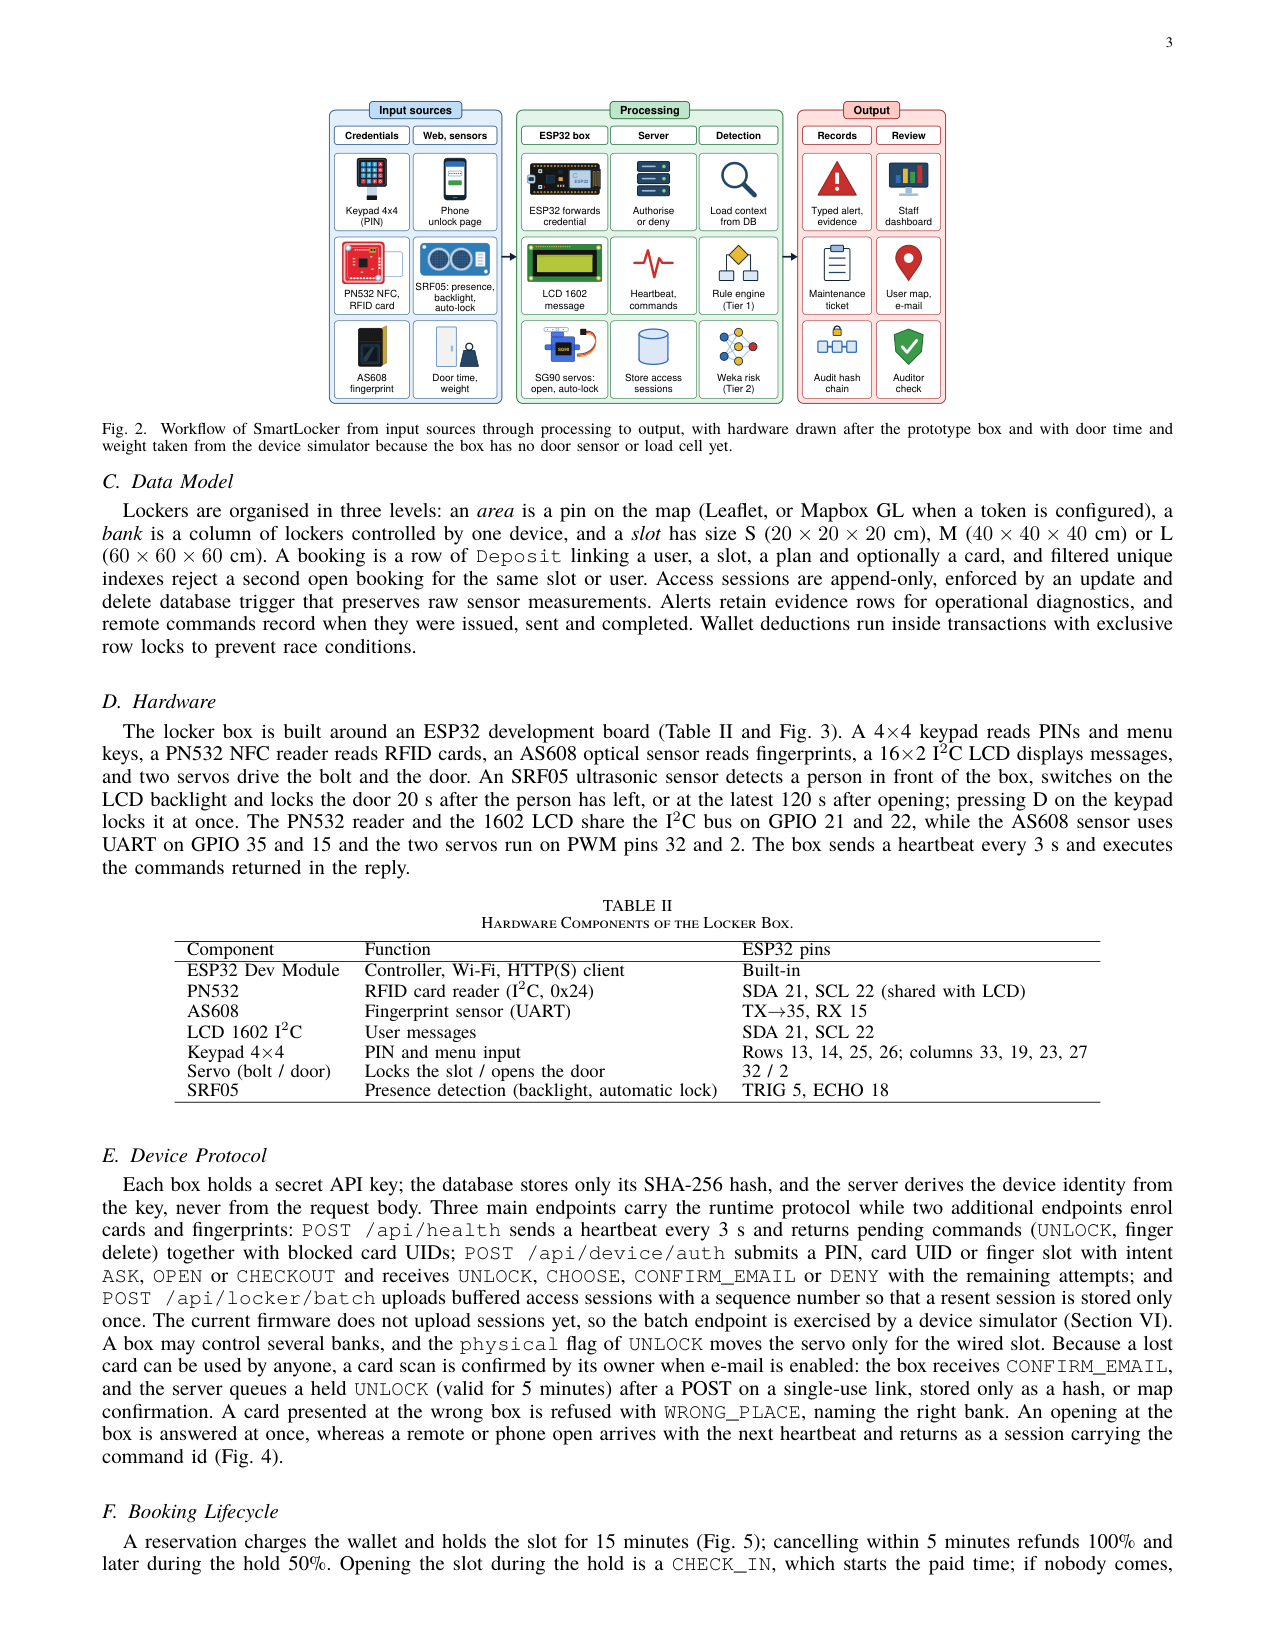 3
Input sources
Processing
Output
Credentials
Web, sensors
ESP32 box
Server
Detection
Records
Review
Keypad 4x4
(PIN)
Phone
unlock page
ESP32 forwards
credential
Authorise
or deny
Load context
from DB
Typed alert,
evidence
Staff
dashboard
PN532 NFC,
RFID card
SRF05: presence,
backlight,
auto-lock
LCD 1602
message
Heartbeat,
commands
Rule engine
(Tier 1)
Maintenance
ticket
User map,
e-mail
AS608
fingerprint
Door time,
weight
SG90 servos:
open, auto-lock
Store access
sessions
Weka risk
(Tier 2)
Audit hash
chain
Auditor
check
Fig. 2. Workflow of SmartLocker from input sources through processing to output, with hardware drawn after the prototype box and with door time and
weight taken from the device simulator because the box has no door sensor or load cell yet.
C. Data Model
Lockers are organised in three levels: an area is a pin on the map (Leaflet, or Mapbox GL when a token is configured), a
bank is a column of lockers controlled by one device, and a slot has size S (20 × 20 × 20 cm), M (40 × 40 × 40 cm) or L
(60 × 60 × 60 cm). A booking is a row of Deposit linking a user, a slot, a plan and optionally a card, and filtered unique
indexes reject a second open booking for the same slot or user. Access sessions are append-only, enforced by an update and
delete database trigger that preserves raw sensor measurements. Alerts retain evidence rows for operational diagnostics, and
remote commands record when they were issued, sent and completed. Wallet deductions run inside transactions with exclusive
row locks to prevent race conditions.
D. Hardware
The locker box is built around an ESP32 development board (Table II and Fig. 3). A 4×4 keypad reads PINs and menu
keys, a PN532 NFC reader reads RFID cards, an AS608 optical sensor reads fingerprints, a 16×2 I²C LCD displays messages,
and two servos drive the bolt and the door. An SRF05 ultrasonic sensor detects a person in front of the box, switches on the
LCD backlight and locks the door 20 s after the person has left, or at the latest 120 s after opening; pressing D on the keypad
locks it at once. The PN532 reader and the 1602 LCD share the I²C bus on GPIO 21 and 22, while the AS608 sensor uses
UART on GPIO 35 and 15 and the two servos run on PWM pins 32 and 2. The box sends a heartbeat every 3 s and executes
the commands returned in the reply.
TABLE II
Hardware Components of the Locker Box.
Component Function ESP32 pins
ESP32 Dev Module Controller, Wi-Fi, HTTP(S) client Built-in
PN532 RFID card reader (I²C, 0x24) SDA 21, SCL 22 (shared with LCD)
AS608 Fingerprint sensor (UART) TX→35, RX 15
LCD 1602 I²C User messages SDA 21, SCL 22
Keypad 4×4 PIN and menu input Rows 13, 14, 25, 26; columns 33, 19, 23, 27
Servo (bolt / door) Locks the slot / opens the door 32 / 2
SRF05 Presence detection (backlight, automatic lock) TRIG 5, ECHO 18
E. Device Protocol
Each box holds a secret API key; the database stores only its SHA-256 hash, and the server derives the device identity from
the key, never from the request body. Three main endpoints carry the runtime protocol while two additional endpoints enrol
cards and fingerprints: POST /api/health sends a heartbeat every 3 s and returns pending commands (UNLOCK, finger
delete) together with blocked card UIDs; POST /api/device/auth submits a PIN, card UID or finger slot with intent
ASK, OPEN or CHECKOUT and receives UNLOCK, CHOOSE, CONFIRM_EMAIL or DENY with the remaining attempts; and
POST /api/locker/batch uploads buffered access sessions with a sequence number so that a resent session is stored only
once. The current firmware does not upload sessions yet, so the batch endpoint is exercised by a device simulator (Section VI).
A box may control several banks, and the physical flag of UNLOCK moves the servo only for the wired slot. Because a lost
card can be used by anyone, a card scan is confirmed by its owner when e-mail is enabled: the box receives CONFIRM_EMAIL,
and the server queues a held UNLOCK (valid for 5 minutes) after a POST on a single-use link, stored only as a hash, or map
confirmation. A card presented at the wrong box is refused with WRONG_PLACE, naming the right bank. An opening at the
box is answered at once, whereas a remote or phone open arrives with the next heartbeat and returns as a session carrying the
command id (Fig. 4).
F. Booking Lifecycle
A reservation charges the wallet and holds the slot for 15 minutes (Fig. 5); cancelling within 5 minutes refunds 100% and
later during the hold 50%. Opening the slot during the hold is a CHECK_IN, which starts the paid time; if nobody comes,